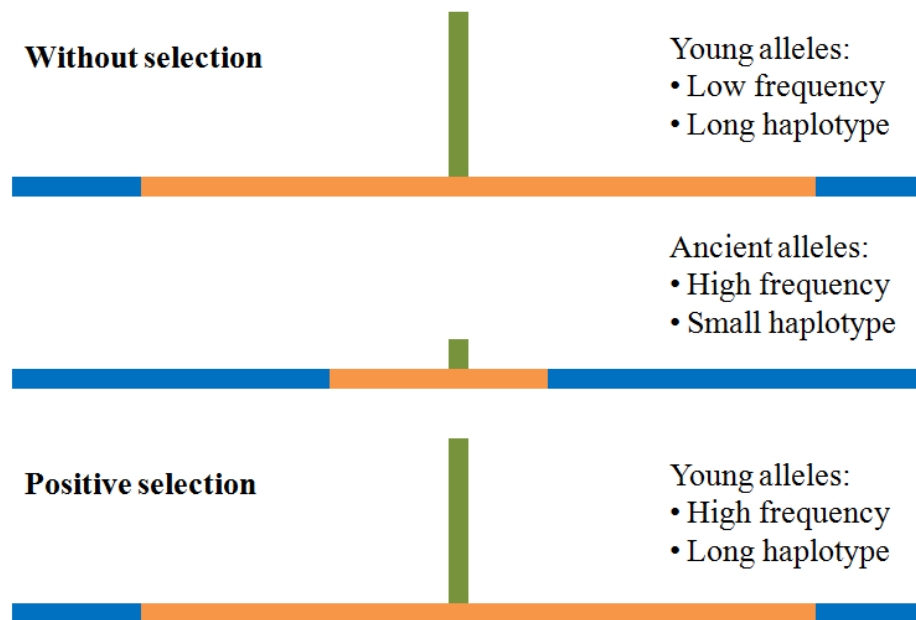 Without selection
Young alleles:
• Low frequency
• Long haplotype
Ancient alleles:
• High frequency
• Small haplotype
Positive selection
Young alleles:
• High frequency
• Long haplotype